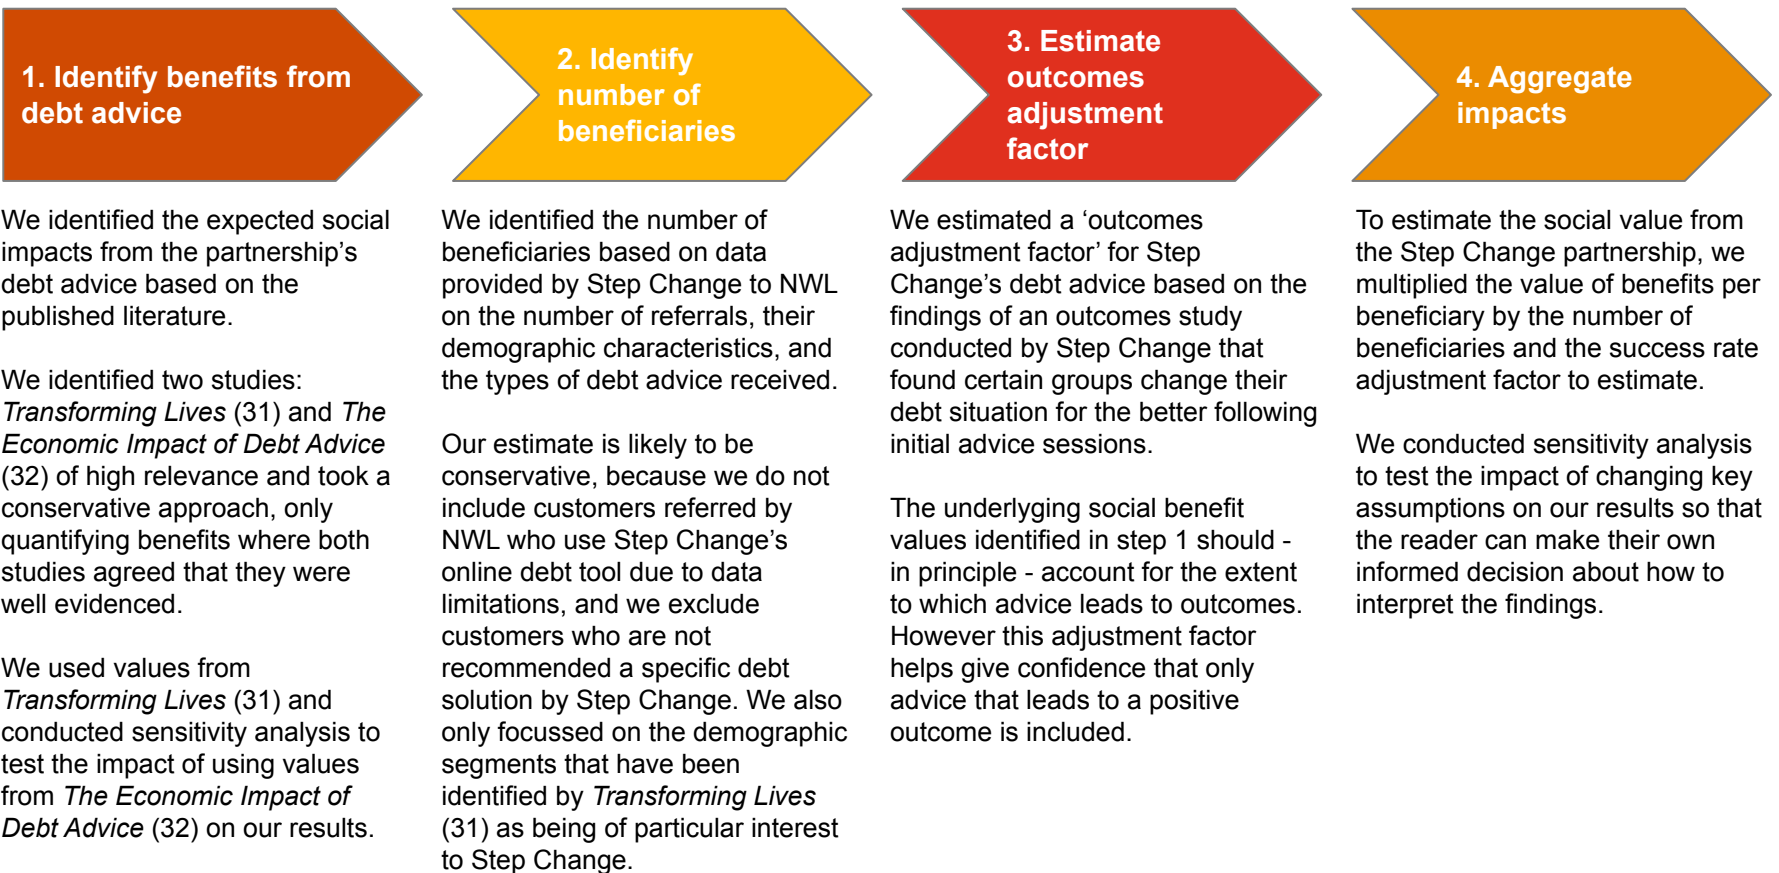 1. Identify benefits from
debt advice
2. Identify
number of
beneficiaries
3. Estimate
outcomes
adjustment
factor
4. Aggregate
impacts
We identified the expected social
impacts from the partnership’s
debt advice based on the
published literature.
We identified two studies:
Transforming Lives (31) and The
Economic Impact of Debt Advice
(32) of high relevance and took a
conservative approach, only
quantifying benefits where both
studies agreed that they were
well evidenced.
We used values from
Transforming Lives (31) and
conducted sensitivity analysis to
test the impact of using values
from The Economic Impact of
Debt Advice (32) on our results.
We identified the number of
beneficiaries based on data
provided by Step Change to NWL
on the number of referrals, their
demographic characteristics, and
the types of debt advice received.
Our estimate is likely to be
conservative, because we do not
include customers referred by
NWL who use Step Change’s
online debt tool due to data
limitations, and we exclude
customers who are not
recommended a specific debt
solution by Step Change. We also
only focussed on the demographic
segments that have been
identified by Transforming Lives
(31) as being of particular interest
to Step Change.
We estimated a ‘outcomes
adjustment factor’ for Step
Change’s debt advice based on the
findings of an outcomes study
conducted by Step Change that
found certain groups change their
debt situation for the better following
initial advice sessions.
The underlyging social benefit
values identified in step 1 should -
in principle - account for the extent
to which advice leads to outcomes.
However this adjustment factor
helps give confidence that only
advice that leads to a positive
outcome is included.
To estimate the social value from
the Step Change partnership, we
multiplied the value of benefits per
beneficiary by the number of
beneficiaries and the success rate
adjustment factor to estimate.
We conducted sensitivity analysis
to test the impact of changing key
assumptions on our results so that
the reader can make their own
informed decision about how to
interpret the findings.